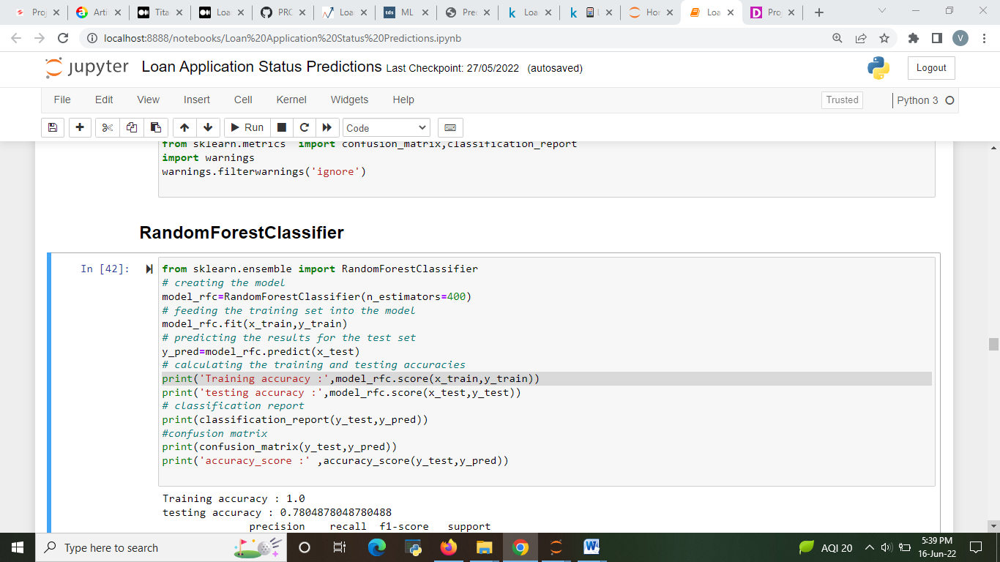 Proj
Arti
Tita
Loa
PRC
Loa
tds ML
Prec
k Loa
k L
Hor
Loa
D Proj
localhost:8888/notebooks/Loan%20Application%20Status%20Predictions.ipynb
V
jupyter Loan Application Status Predictions Last Checkpoint: 27/05/2022 (autosaved)
Logout
File Edit View Insert Cell Kernel Widgets Help
Trusted
Python 3
Run
Code
from sklearn.metrics  import confusion_matrix,classification_report
import warnings
warnings.filterwarnings('ignore')
RandomForestClassifier
In [42]:
from sklearn.ensemble import RandomForestClassifier
# creating the model
model_rfc=RandomForestClassifier(n_estimators=400)
# feeding the training set into the model
model_rfc.fit(x_train,y_train)
# predicting the results for the test set
y_pred=model_rfc.predict(x_test)
# calculating the training and testing accuracies
print('Training accuracy :',model_rfc.score(x_train,y_train))
print('testing accuracy :',model_rfc.score(x_test,y_test))
# classification report
print(classification_report(y_test,y_pred))
#confusion matrix
print(confusion_matrix(y_test,y_pred))
print('accuracy_score :' ,accuracy_score(y_test,y_pred))
Training accuracy : 1.0
testing accuracy : 0.7804878048780488
precision    recall  f1-score   support
Type here to search
AQI 20
5:39 PM
16-Jun-22